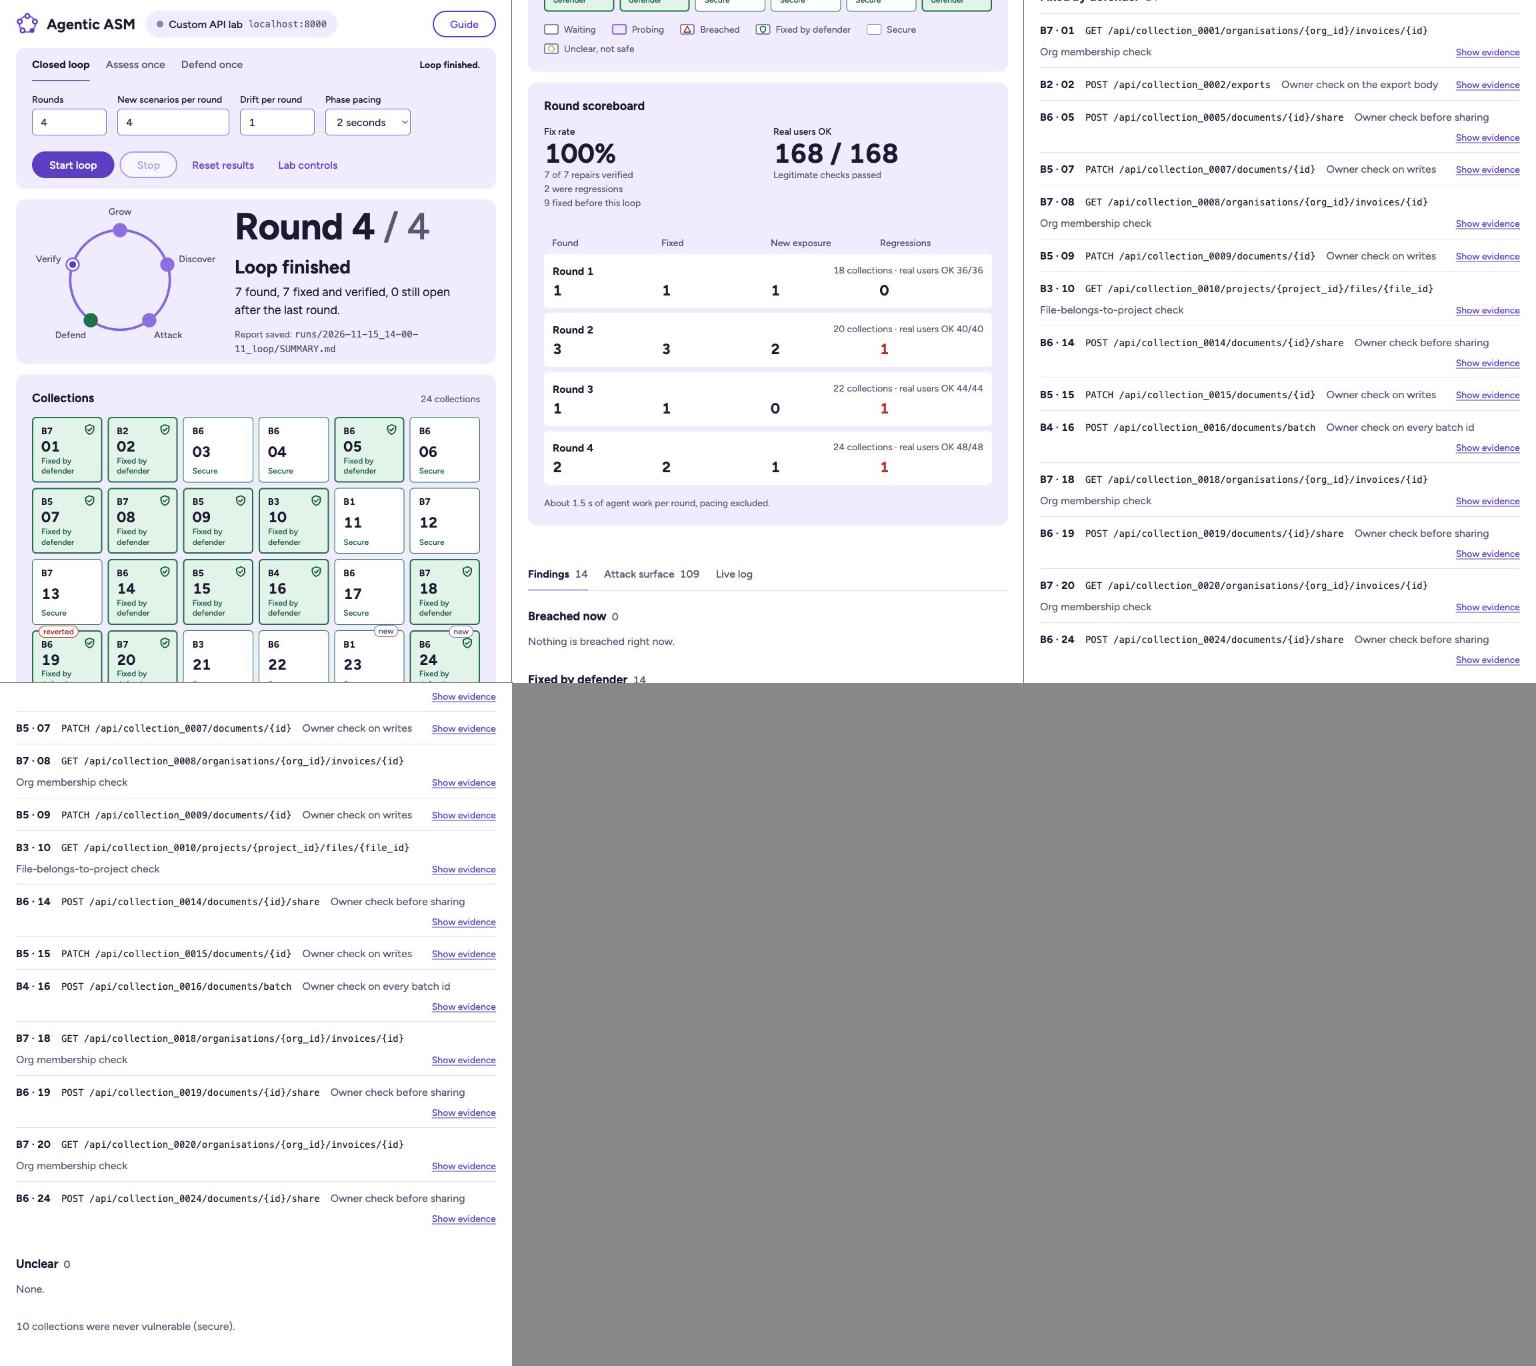 Agentic ASM
Custom API lab localhost:8000
Guide
Closed loop Assess once Defend once
Loop finished.
Rounds New scenarios per round Drift per round Phase pacing
4 4 1 2 seconds
Start loop Stop Reset results Lab controls
Grow
Verify
Discover
Defend
Attack
Round 4 / 4
Loop finished
7 found, 7 fixed and verified, 0 still open
after the last round.
Report saved: runs/2026-11-15_14-00-
11_loop/SUMMARY.md
Collections
24 collections
B7 B2 B6 B6 B6 B6
01 02 03 04 05 06
Fixed by defender Fixed by defender Secure Secure Fixed by defender Secure
B5 B7 B5 B3 B1 B7
07 08 09 10 11 12
Fixed by defender Fixed by defender Fixed by defender Fixed by defender Secure Secure
B7 B6 B5 B4 B6 B7
13 14 15 16 17 18
Secure Fixed by defender Fixed by defender Fixed by defender Secure Fixed by defender
reverted new new
B6 B7 B3 B6 B1 B6
19 20 21 22 23 24
Fixed by Fixed by Fixed by
defender defender Secure Secure Secure defender
Waiting Probing Breached Fixed by defender Secure
Unclear, not safe
Round scoreboard
Fix rate
100%
7 of 7 repairs verified
2 were regressions
9 fixed before this loop
Real users OK
168 / 168
Legitimate checks passed
Found Fixed New exposure Regressions
Round 1 18 collections · real users OK 36/36
1 1 1 0
Round 2 20 collections · real users OK 40/40
3 3 2 1
Round 3 22 collections · real users OK 44/44
1 1 0 1
Round 4 24 collections · real users OK 48/48
2 2 1 1
About 1.5 s of agent work per round, pacing excluded.
Findings 14 Attack surface 109 Live log
Breached now 0
Nothing is breached right now.
Fixed by defender 14
Fixed by defender 14
B7 · 01 GET /api/collection_0001/organisations/{org_id}/invoices/{id}
Org membership check Show evidence
B2 · 02 POST /api/collection_0002/exports Owner check on the export body Show evidence
B6 · 05 POST /api/collection_0005/documents/{id}/share Owner check before sharing
Show evidence
B5 · 07 PATCH /api/collection_0007/documents/{id} Owner check on writes Show evidence
B7 · 08 GET /api/collection_0008/organisations/{org_id}/invoices/{id}
Org membership check Show evidence
B5 · 09 PATCH /api/collection_0009/documents/{id} Owner check on writes Show evidence
B3 · 10 GET /api/collection_0010/projects/{project_id}/files/{file_id}
File-belongs-to-project check Show evidence
B6 · 14 POST /api/collection_0014/documents/{id}/share Owner check before sharing
Show evidence
B5 · 15 PATCH /api/collection_0015/documents/{id} Owner check on writes Show evidence
B4 · 16 POST /api/collection_0016/documents/batch Owner check on every batch id
Show evidence
B7 · 18 GET /api/collection_0018/organisations/{org_id}/invoices/{id}
Org membership check Show evidence
B6 · 19 POST /api/collection_0019/documents/{id}/share Owner check before sharing
Show evidence
B7 · 20 GET /api/collection_0020/organisations/{org_id}/invoices/{id}
Org membership check Show evidence
B6 · 24 POST /api/collection_0024/documents/{id}/share Owner check before sharing
Show evidence
Show evidence
B5 · 07 PATCH /api/collection_0007/documents/{id} Owner check on writes Show evidence
B7 · 08 GET /api/collection_0008/organisations/{org_id}/invoices/{id}
Org membership check Show evidence
B5 · 09 PATCH /api/collection_0009/documents/{id} Owner check on writes Show evidence
B3 · 10 GET /api/collection_0010/projects/{project_id}/files/{file_id}
File-belongs-to-project check Show evidence
B6 · 14 POST /api/collection_0014/documents/{id}/share Owner check before sharing
Show evidence
B5 · 15 PATCH /api/collection_0015/documents/{id} Owner check on writes Show evidence
B4 · 16 POST /api/collection_0016/documents/batch Owner check on every batch id
Show evidence
B7 · 18 GET /api/collection_0018/organisations/{org_id}/invoices/{id}
Org membership check Show evidence
B6 · 19 POST /api/collection_0019/documents/{id}/share Owner check before sharing
Show evidence
B7 · 20 GET /api/collection_0020/organisations/{org_id}/invoices/{id}
Org membership check Show evidence
B6 · 24 POST /api/collection_0024/documents/{id}/share Owner check before sharing
Show evidence
Unclear 0
None.
10 collections were never vulnerable (secure).